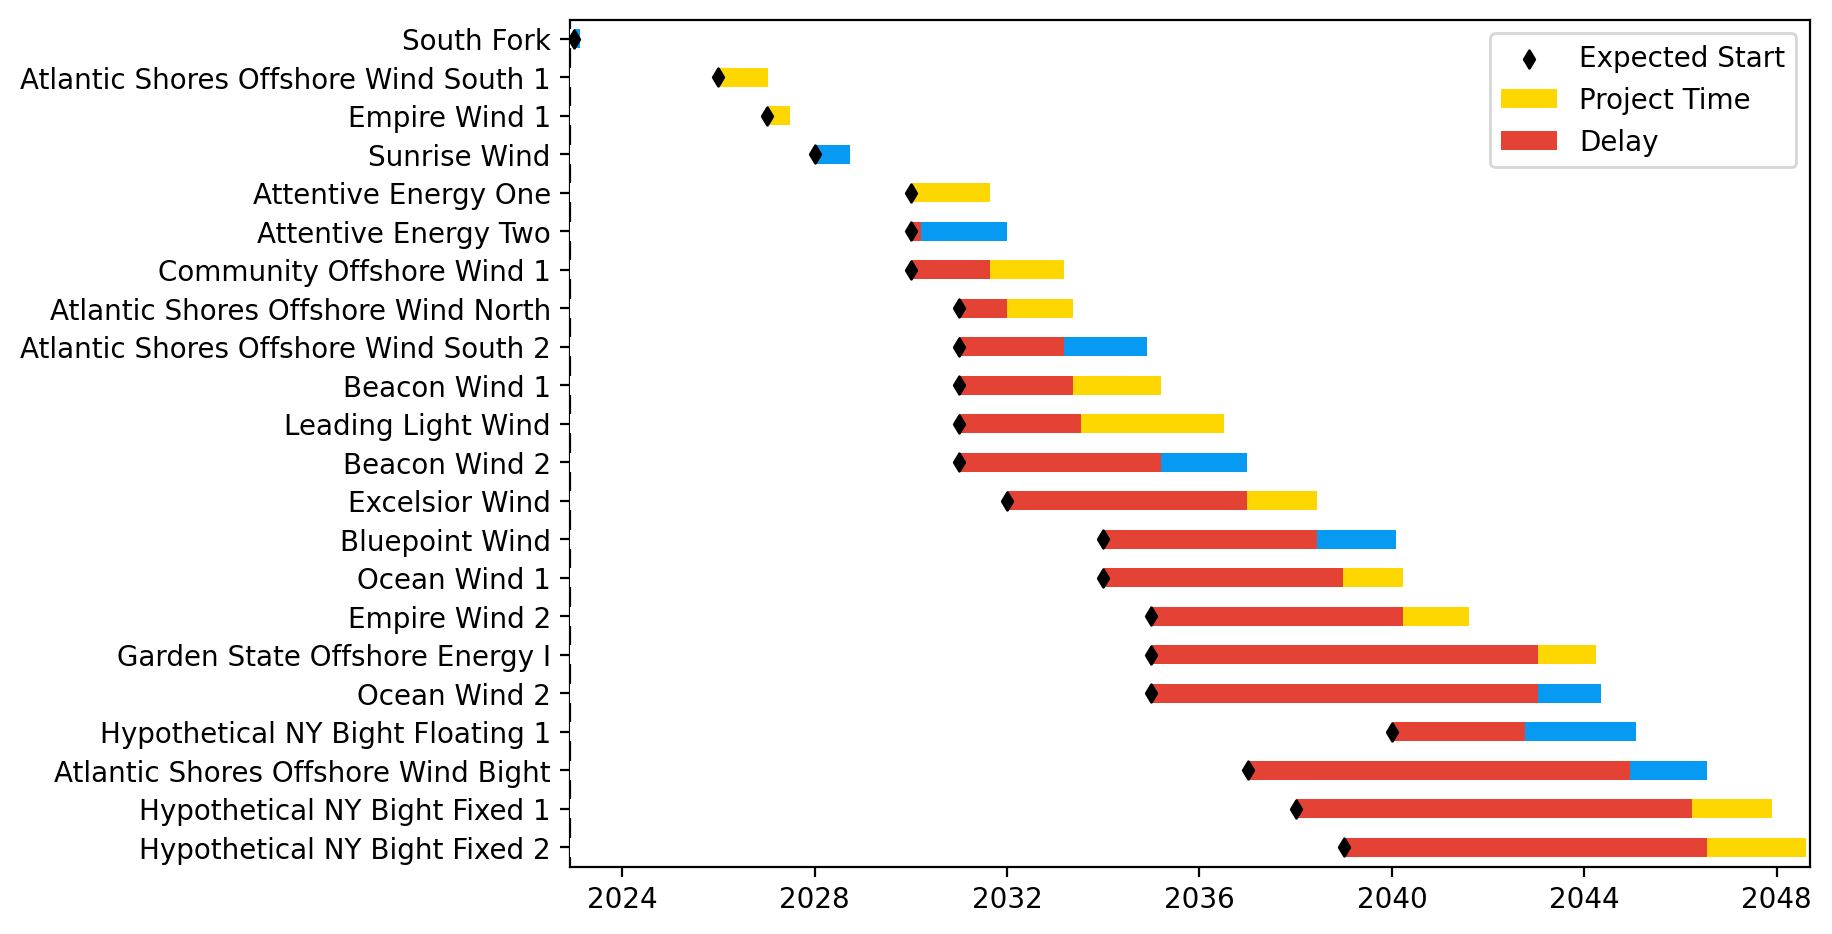 South Fork
Atlantic Shores Offshore Wind South 1
Empire Wind 1
Sunrise Wind
Attentive Energy One
Attentive Energy Two
Community Offshore Wind 1
Atlantic Shores Offshore Wind North
Atlantic Shores Offshore Wind South 2
Beacon Wind 1
Leading Light Wind
Beacon Wind 2
Excelsior Wind
Bluepoint Wind
Ocean Wind 1
Empire Wind 2
Garden State Offshore Energy I
Ocean Wind 2
Hypothetical NY Bight Floating 1
Atlantic Shores Offshore Wind Bight
Hypothetical NY Bight Fixed 1
Hypothetical NY Bight Fixed 2
Expected Start
Project Time
Delay
2024 2028 2032 2036 2040 2044 2048